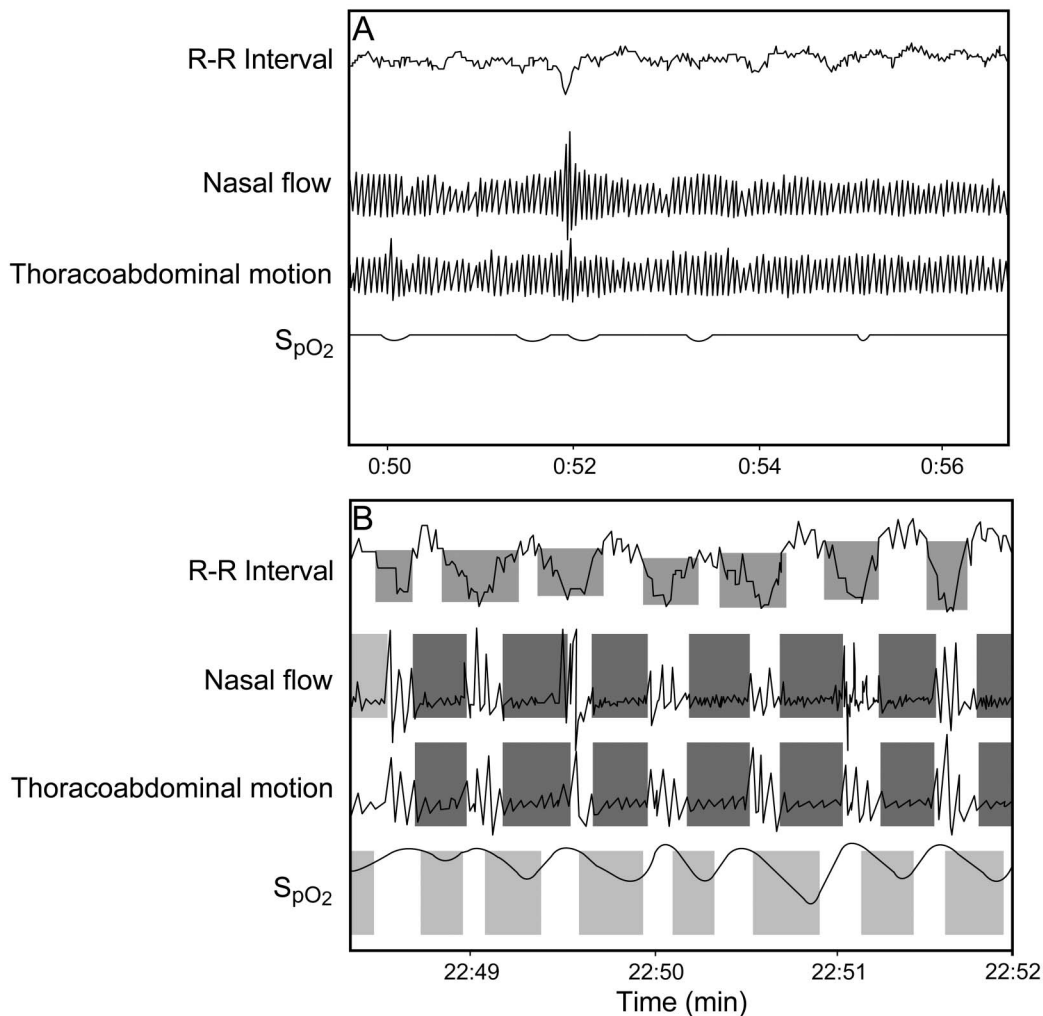 A
R-R Interval
Nasal flow
Thoracoabdominal motion
SpO2
0:50 0:52 0:54 0:56
B
R-R Interval
Nasal flow
Thoracoabdominal motion
SpO2
22:49 22:50 22:51 22:52
Time (min)